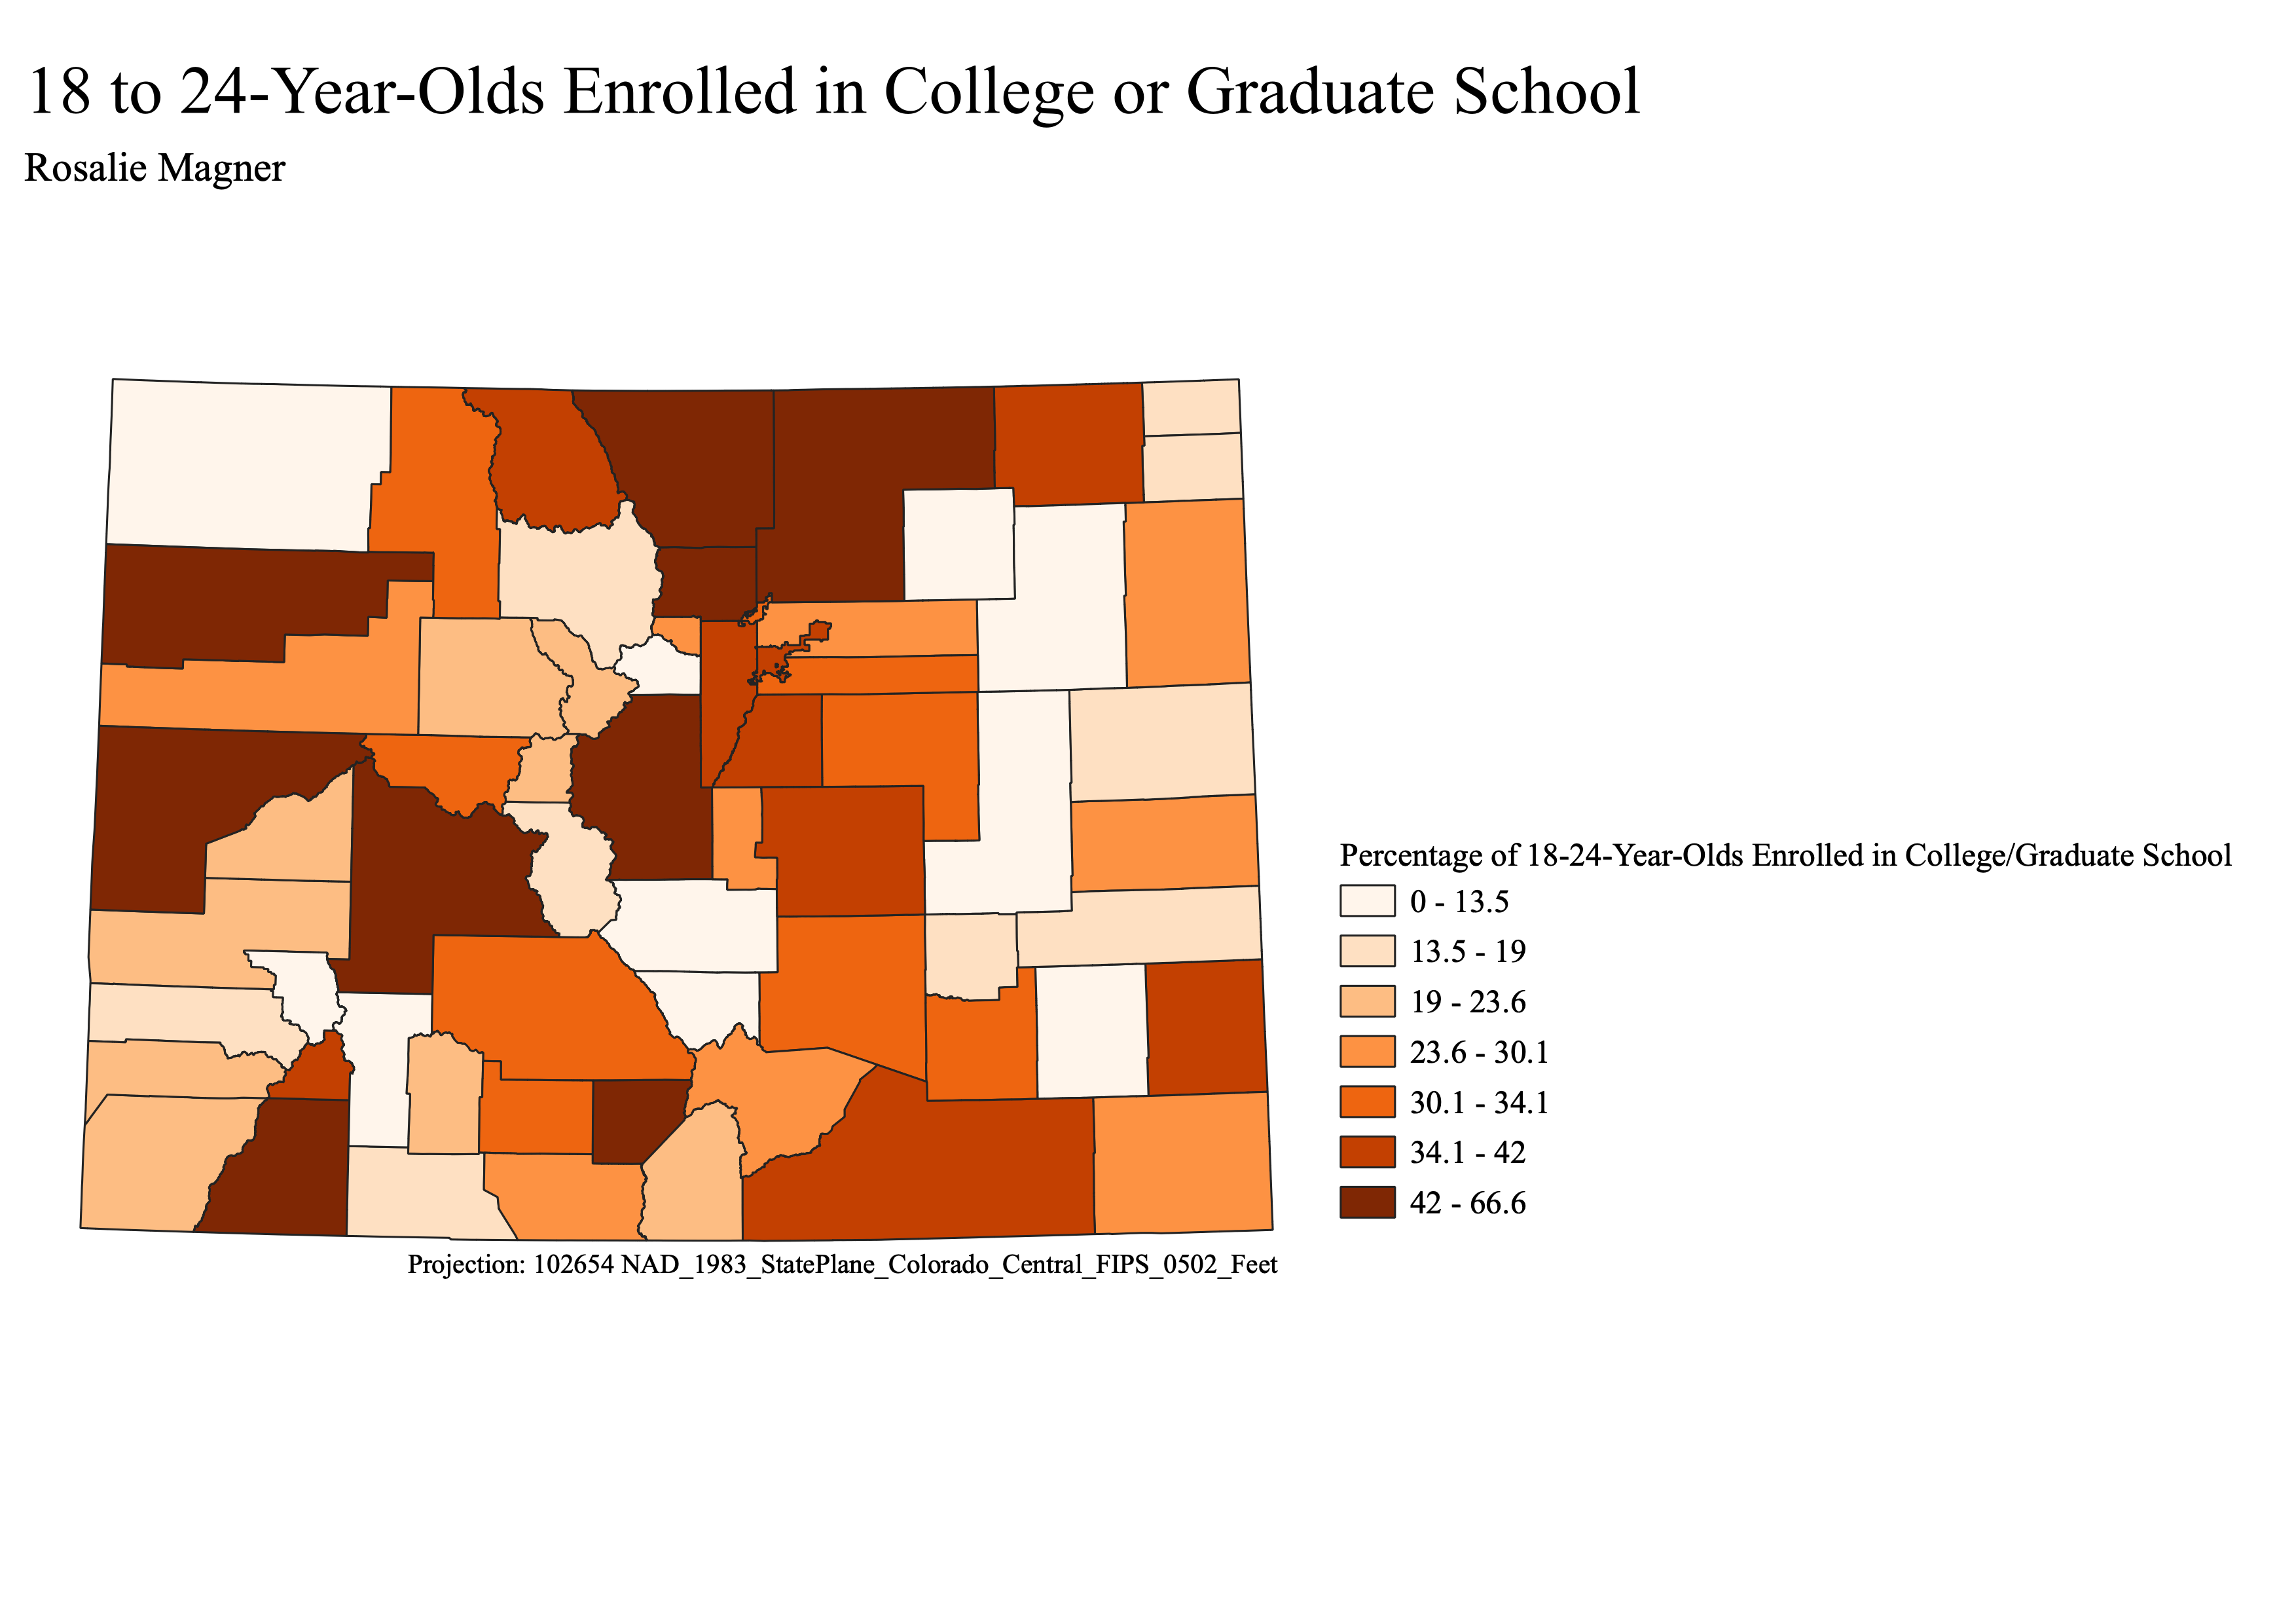 18 to 24-Year-Olds Enrolled in College or Graduate School
Rosalie Magner
Percentage of 18-24-Year-Olds Enrolled in College/Graduate School
0 - 13.5
13.5 - 19
19 - 23.6
23.6 - 30.1
30.1 - 34.1
34.1 - 42
42 - 66.6
Projection: 102654 NAD_1983_StatePlane_Colorado_Central_FIPS_0502_Feet